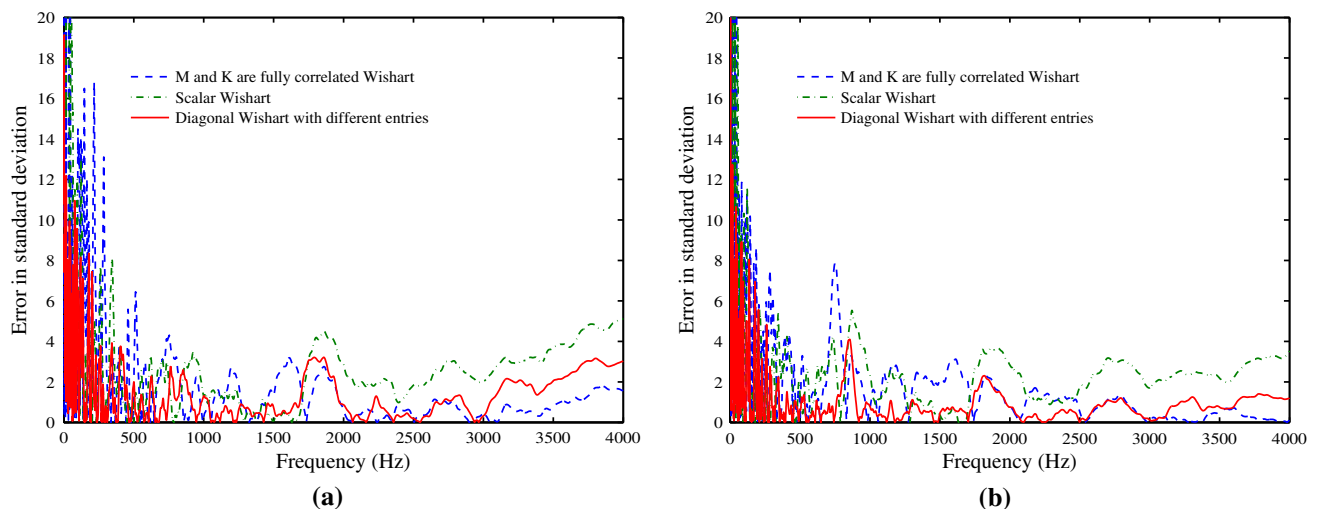 20
18
16
14
12
10
8
6
4
2
0
0 500 1000 1500 2000 2500 3000 3500 4000
Error in standard deviation
Frequency (Hz)
M and K are fully correlated Wishart
Scalar Wishart
Diagonal Wishart with different entries
(a)
20
18
16
14
12
10
8
6
4
2
0
0 500 1000 1500 2000 2500 3000 3500 4000
Error in standard deviation
Frequency (Hz)
M and K are fully correlated Wishart
Scalar Wishart
Diagonal Wishart with different entries
(b)